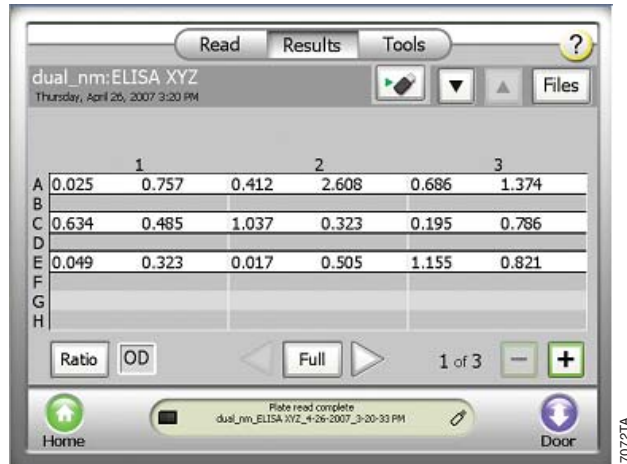 Read Results Tools ?
dual_nm:ELISA XYZ
Thursday, April 26, 2007 3:20 PM
Files
1 2 3
A 0.025 0.757 0.412 2.608 0.686 1.374
B
C 0.634 0.485 1.037 0.323 0.195 0.786
D
E 0.049 0.323 0.017 0.505 1.155 0.821
F
G
H
Ratio OD Full 1 of 3 − +
Plate read complete
dual_nm_ELISA XYZ_4-26-2007_3-20-33 PM
Home Door
7072TA